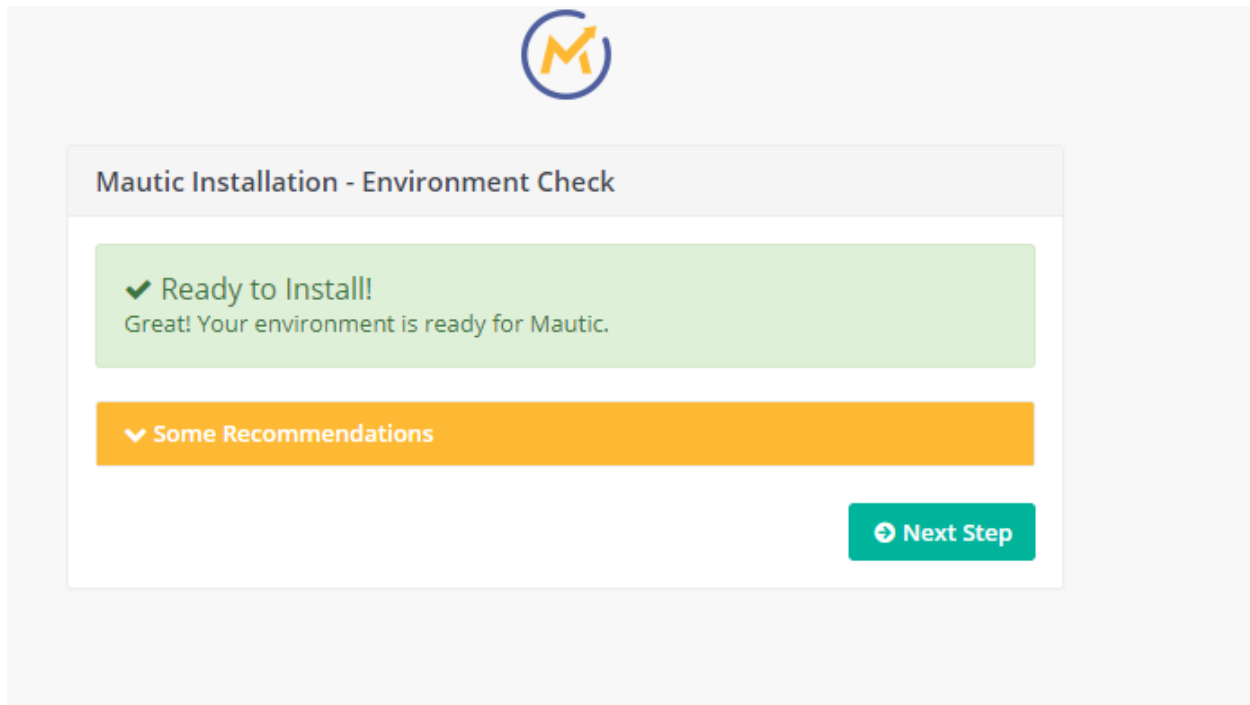 Mautic Installation - Environment Check
Ready to Install!
Great! Your environment is ready for Mautic.
Some Recommendations
Next Step